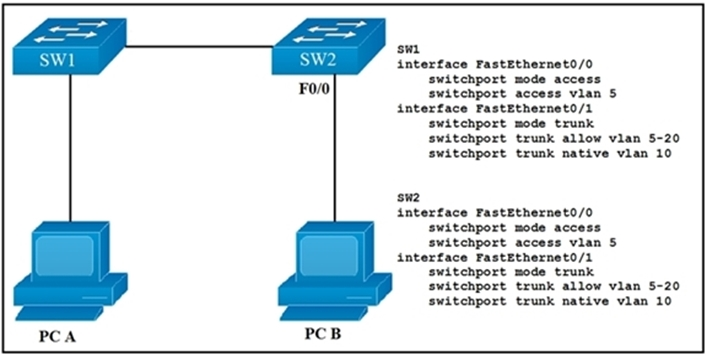 SW1
SW2
F0/0
PC A
PC B
SW1
interface FastEthernet0/0
switchport mode access
switchport access vlan 5
interface FastEthernet0/1
switchport mode trunk
switchport trunk allow vlan 5-20
switchport trunk native vlan 10
SW2
interface FastEthernet0/0
switchport mode access
switchport access vlan 5
interface FastEthernet0/1
switchport mode trunk
switchport trunk allow vlan 5-20
switchport trunk native vlan 10